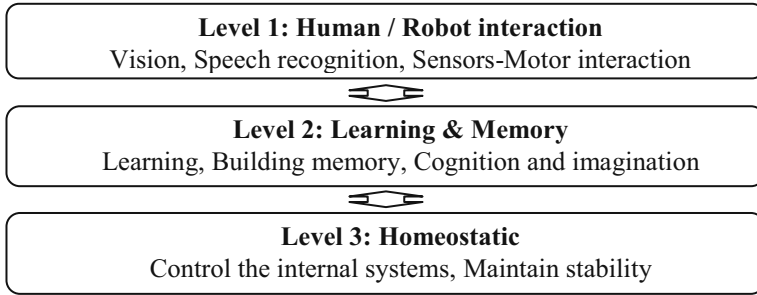 Level 1: Human / Robot interaction
Vision, Speech recognition, Sensors-Motor interaction
Level 2: Learning & Memory
Learning, Building memory, Cognition and imagination
Level 3: Homeostatic
Control the internal systems, Maintain stability